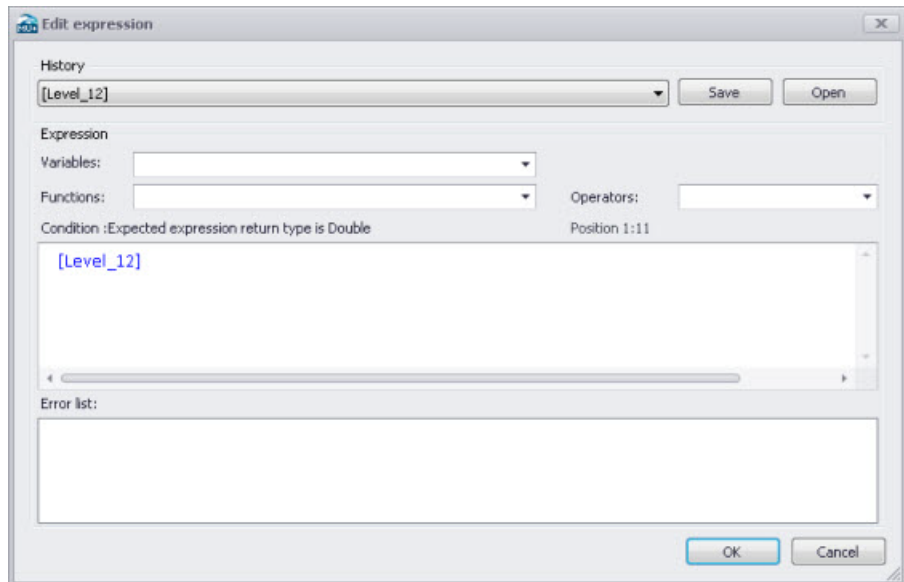 Edit expression
History
[Level_12]
Save
Open
Expression
Variables:
Functions:
Operators:
Condition :Expected expression return type is Double
Position 1:11
[Level_12]
Error list:
OK
Cancel